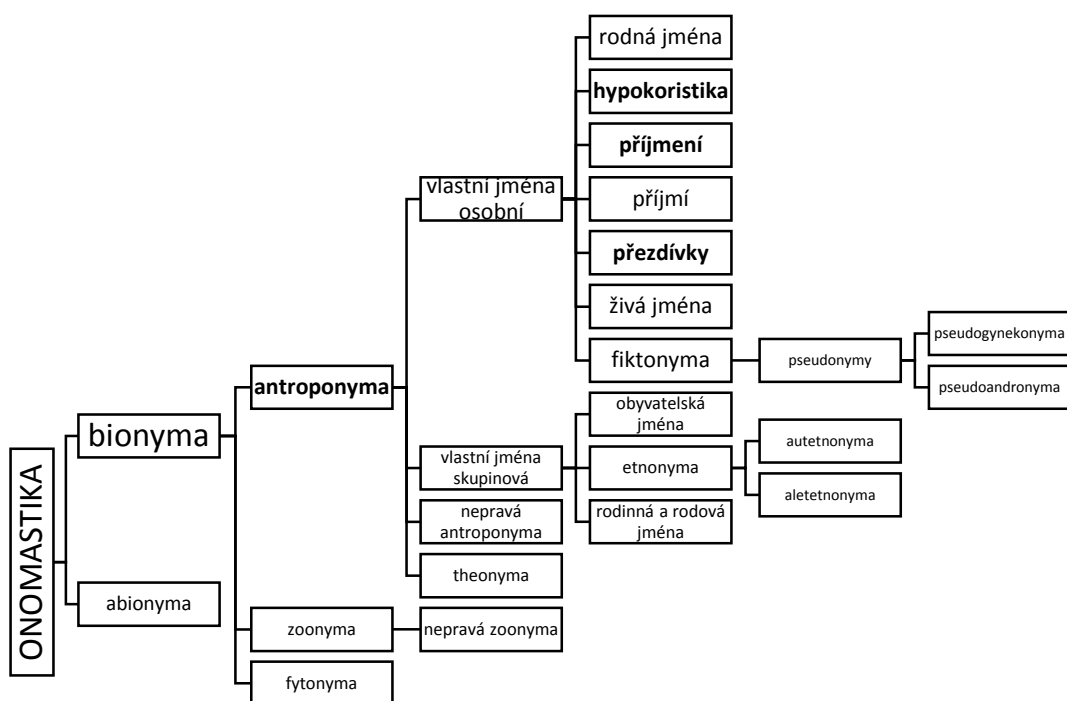 rodná jména
hypokoristika
příjmení
vlastní jména
osobní
příjmí
přezdívky
živá jména
fiktonyma
pseudonymy
pseudogynekonyma
pseudoandronyma
antroponyma
obyvatelská
jména
bionyma
vlastní jména
skupinová
etnonyma
autetnonyma
aletetnonyma
nepravá
antroponyma
rodinná a rodová
jména
theonyma
ONOMASTIKA
abionyma
zoonyma
nepravá zoonyma
fytonyma